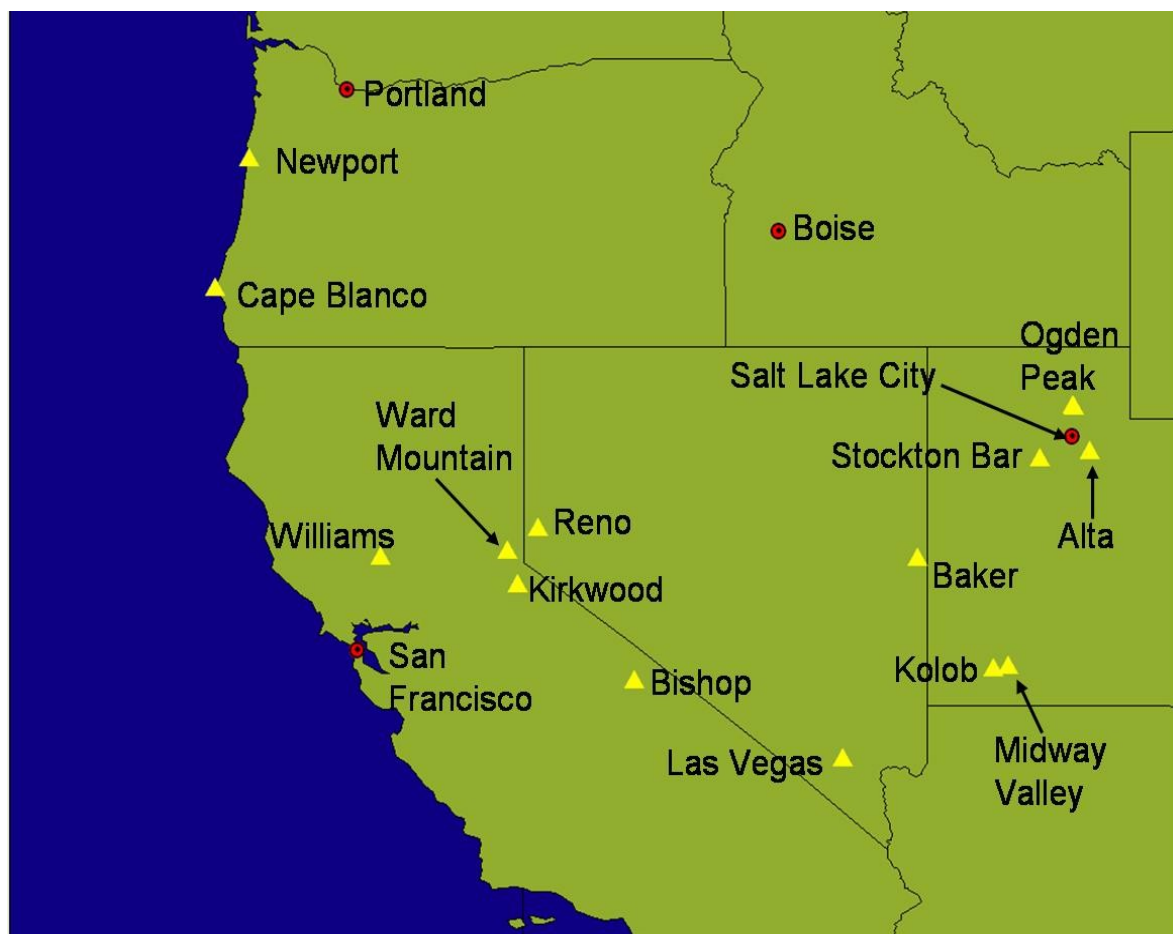 Portland
Newport
Boise
Cape Blanco
Ogden
Peak
Salt Lake City
Ward
Mountain
Stockton Bar
Alta
Reno
Williams
Baker
Kirkwood
San
Francisco
Bishop
Kolob
Midway
Valley
Las Vegas